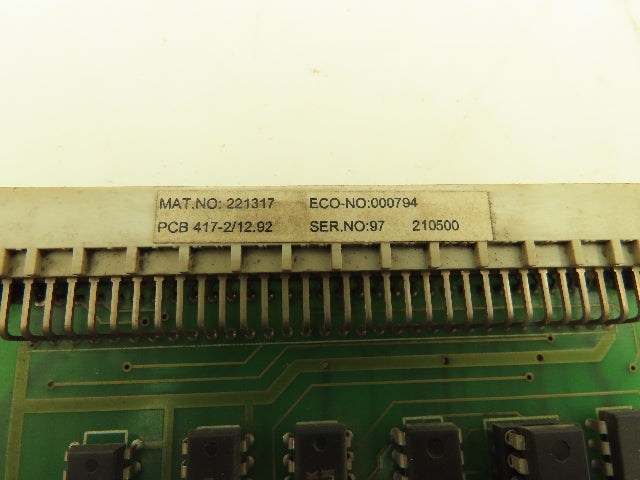 MAT.NO: 221317 ECO-NO:000794
PCB 417-2/12.92 SER.NO:97 210500